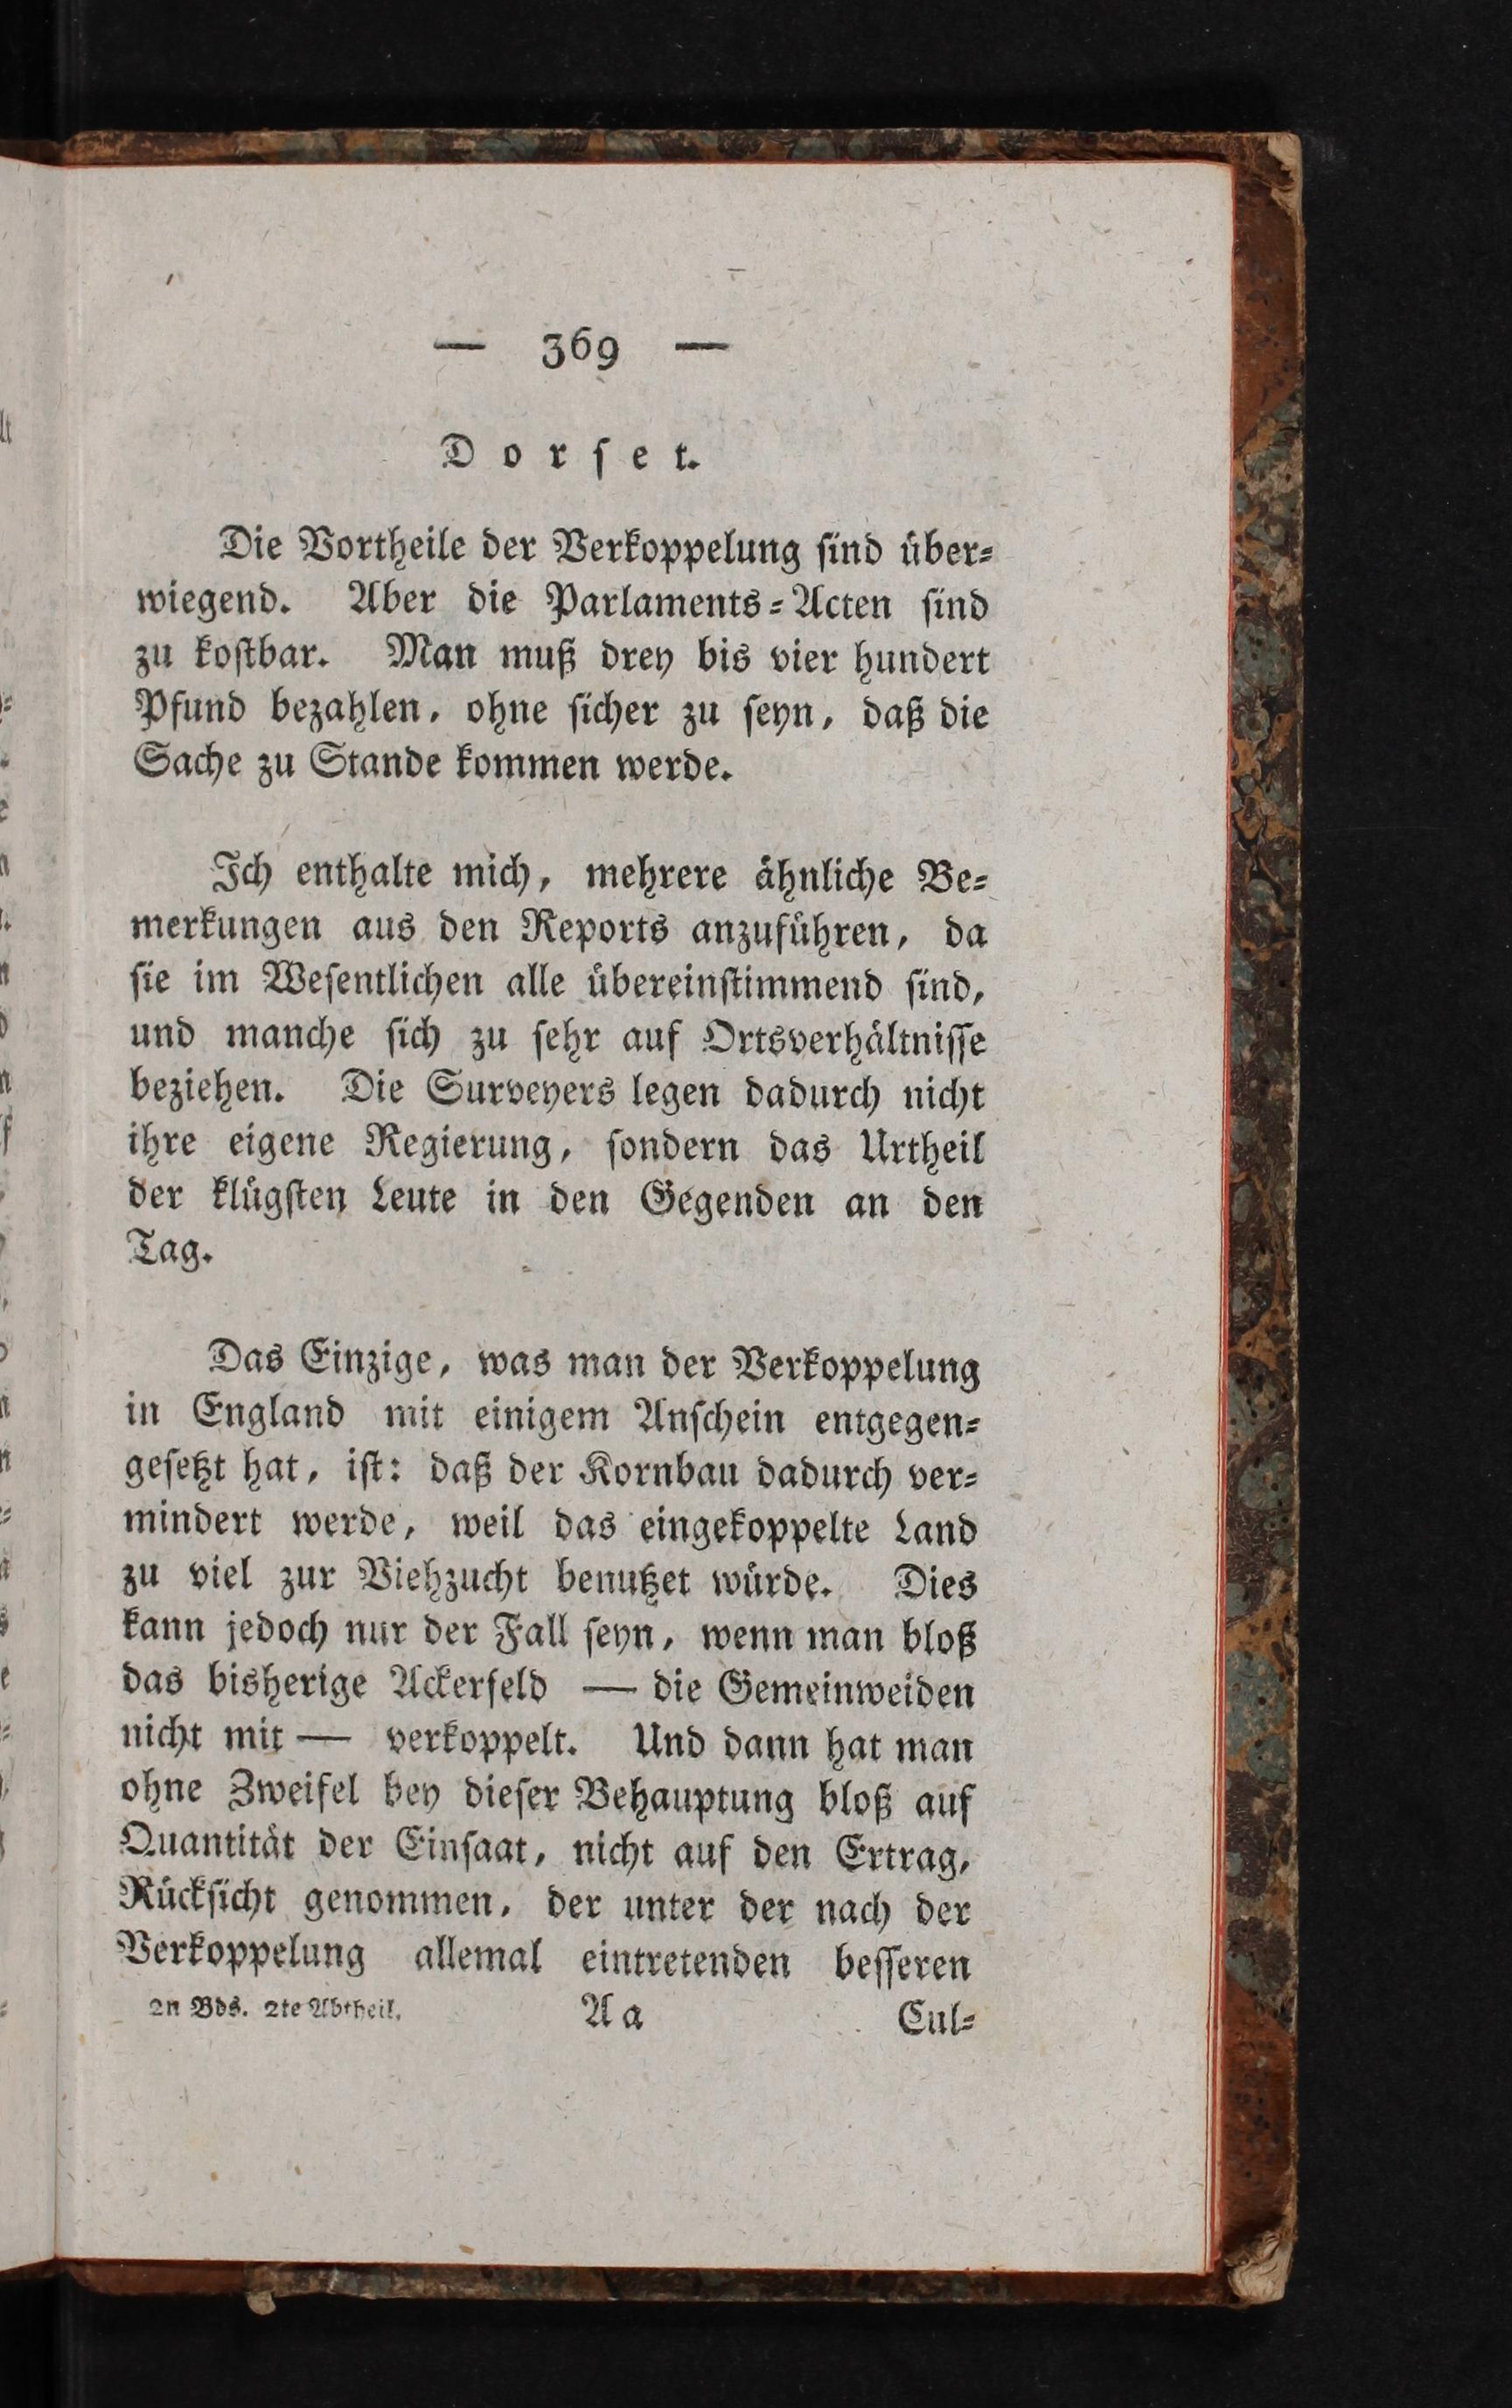 — 369 —
Dorſet.
Die Vortheile der Verkoppelung ſind über⸗
wiegend. Aber die Parlaments⸗Acten ſind
zu koſtbar. Man muß drey bis vier hundert
Pfund bezahlen, ohne ſicher zu ſeyn, daß die
Sache zu Stande kommen werde.
Ich enthalte mich, mehrere ähnliche Be⸗
merkungen aus den Reports anzuführen, da
ſie im Weſentlichen alle übereinſtimmend ſind,
und manche ſich zu ſehr auf Ortsverhältniſſe
beziehen. Die Surveyers legen dadurch nicht
ihre eigene Regierung, ſondern das Urtheil
der klügſten Leute in den Gegenden an den
Tag.
Das Einzige, was man der Verkoppelung
in England mit einigem Anſchein entgegen⸗
geſetzt hat, iſt: daß der Kornbau dadurch ver⸗
mindert werde, weil das eingekoppelte Land
zu viel zur Viehzucht benutzet würde. Dies
kann jedoch nur der Fall ſeyn, wenn man bloß
das bisherige Ackerfeld — die Gemeinweiden
nicht mit — verkoppelt. Und dann hat man
ohne Zweifel bey dieſer Behauptung bloß auf
Quantität der Einſaat, nicht auf den Ertrag,
Rückſicht genommen, der unter der nach der
Verkoppelung allemal eintretenden beſſeren
2n Bds. 2te Abtheil. Aa Cul⸗